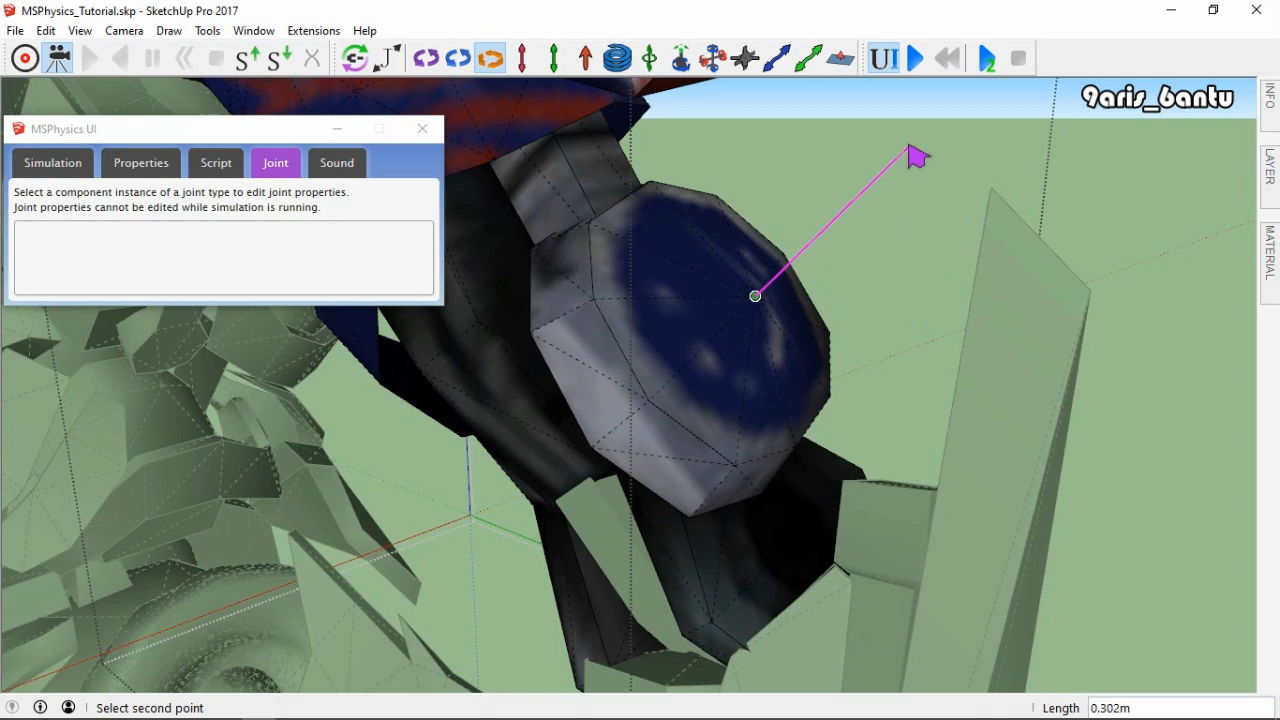 MSPhysics_Tutorial.skp - SketchUp Pro 2017
File Edit View Camera Draw Tools Window Extensions Help
S S J UI 2
9aris_6antu
INFO
LAYER
MATERIAL
MSPhysics UI
Simulation Properties Script Joint Sound
Select a component instance of a joint type to edit joint properties.
Joint properties cannot be edited while simulation is running.
Select second point
Length 0.302m